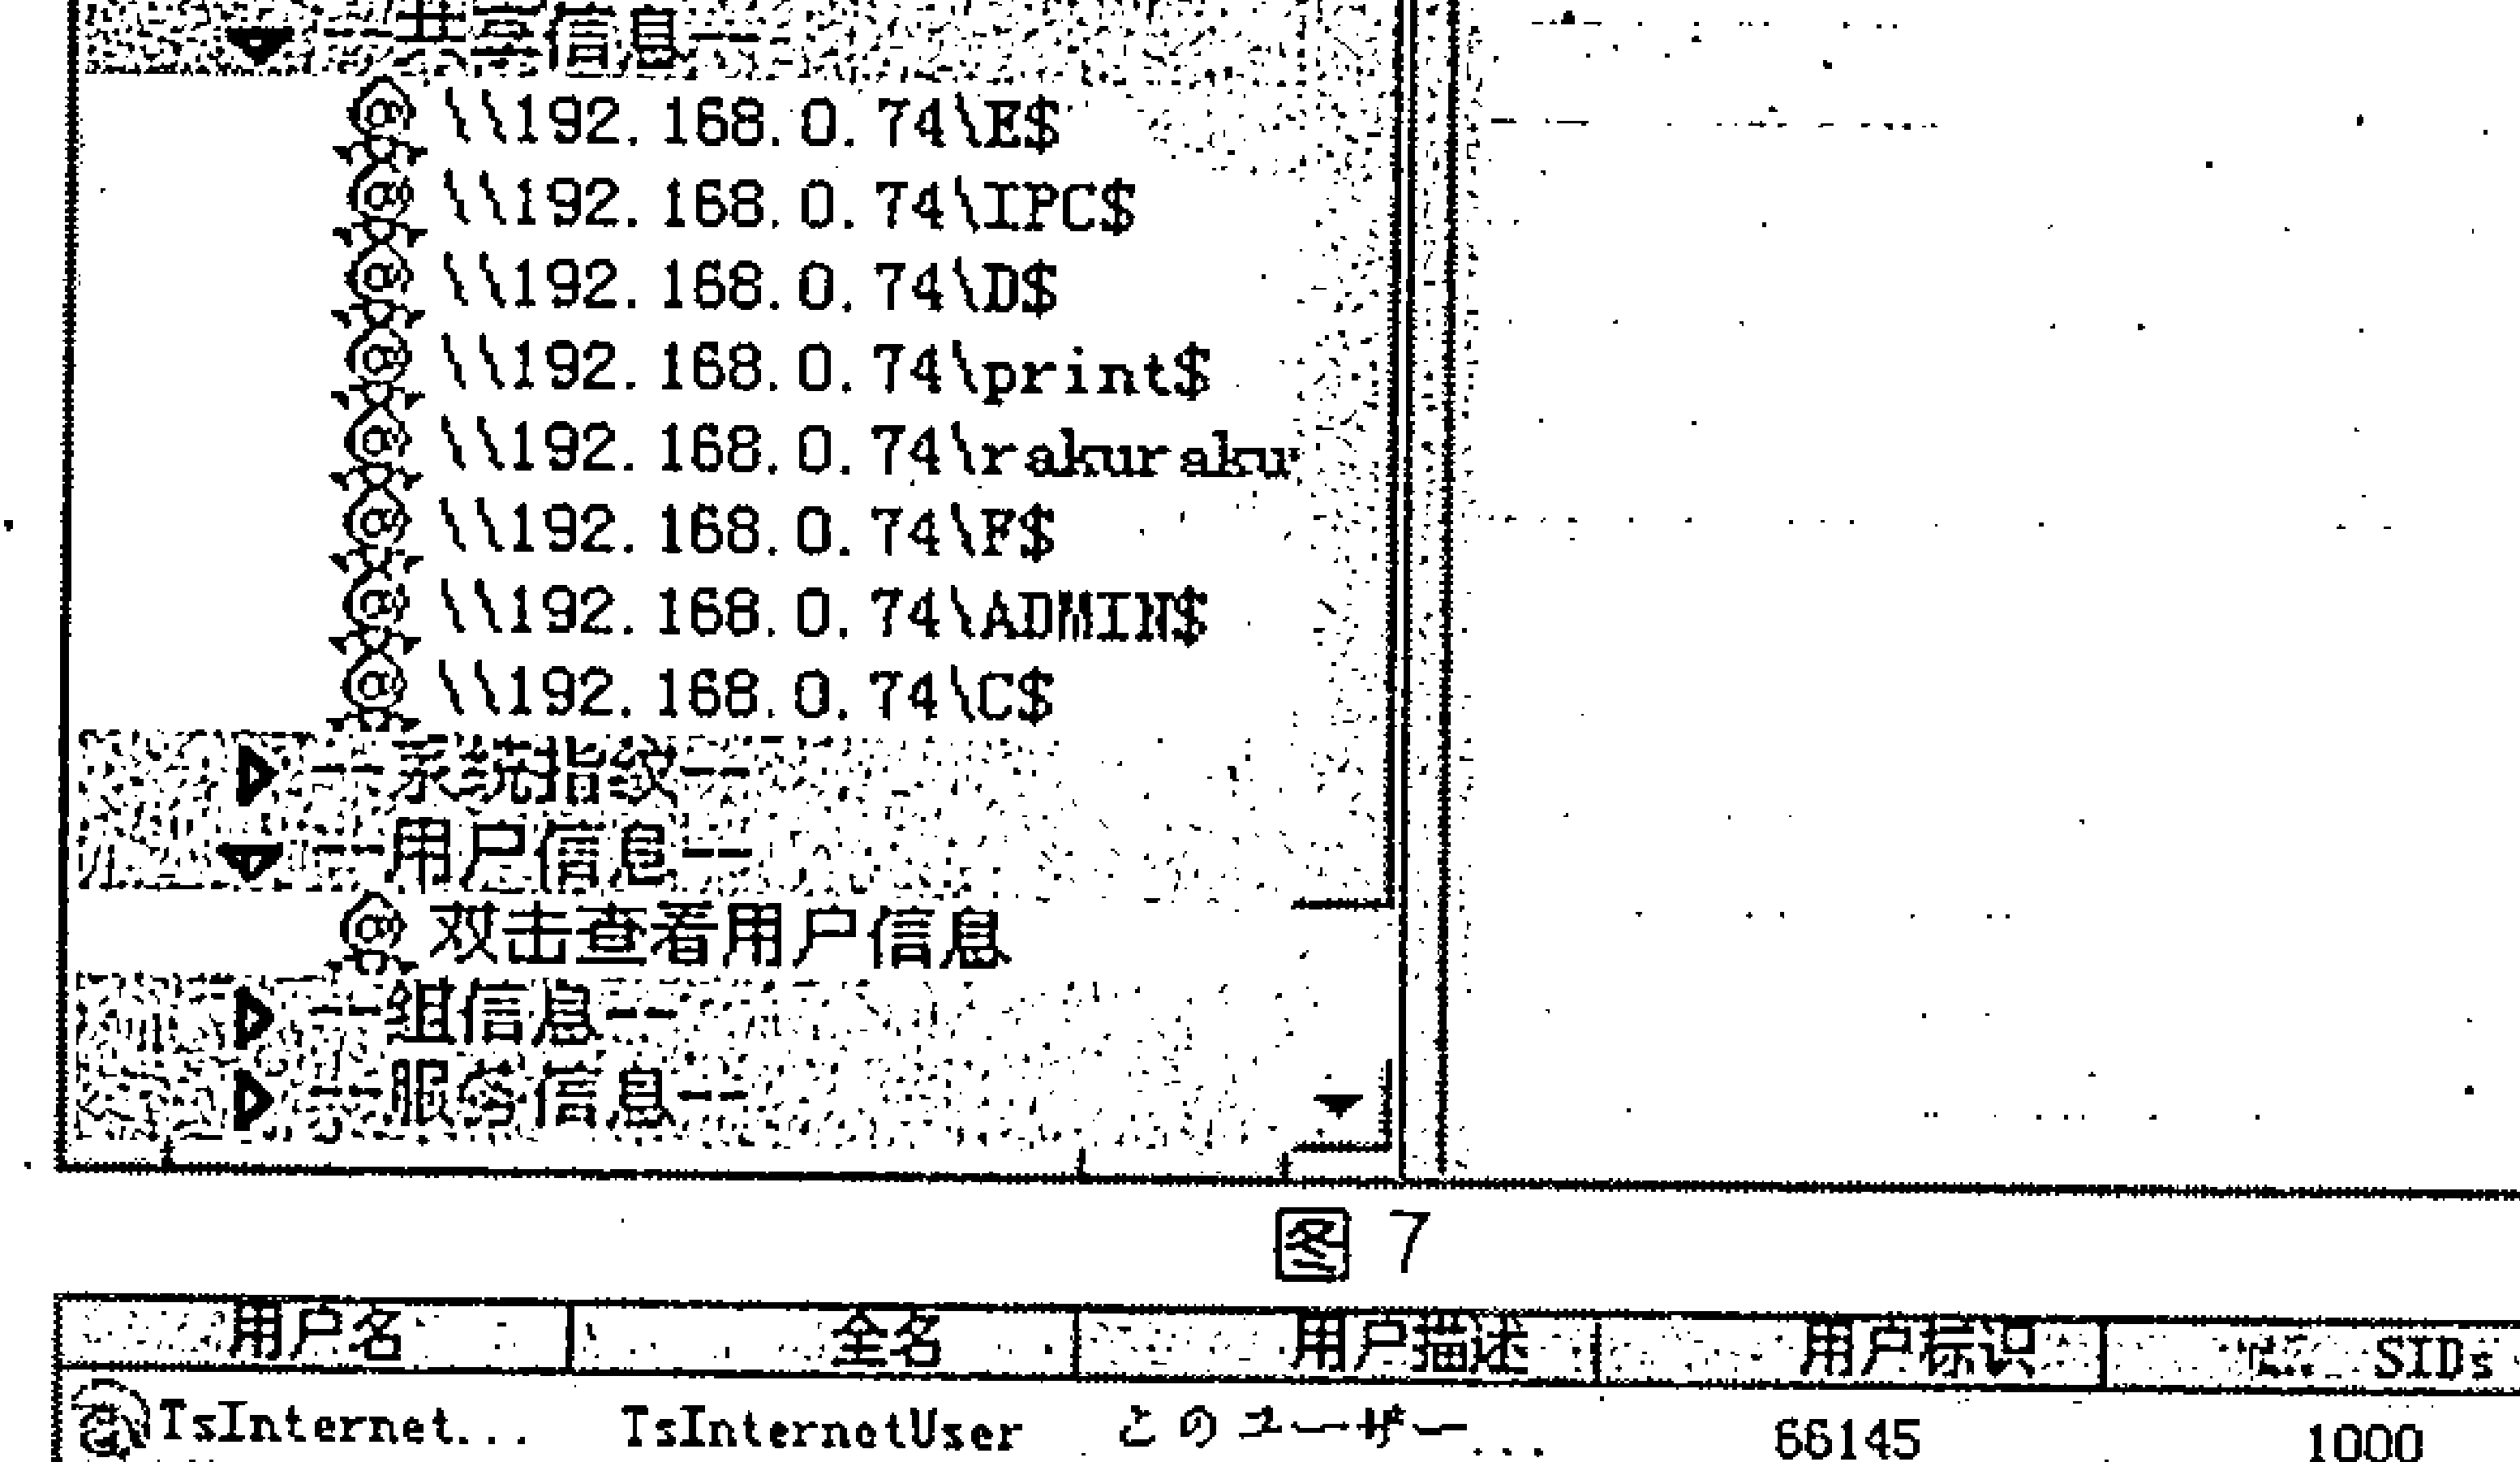 --共享信息--
\\192.168.0.74\E$
\\192.168.0.74\IPC$
\\192.168.0.74\D$
\\192.168.0.74\print$
\\192.168.0.74\rakuraku
\\192.168.0.74\F$
\\192.168.0.74\ADMIN$
\\192.168.0.74\C$
--系统指纹--
--用户信息--
双击查看用户信息
--组信息--
--服务信息--
图 7
用户名 全名 用户描述 用户标识 SIDs
TsInternet... TsInternetUser このユーザー... 66145 1000